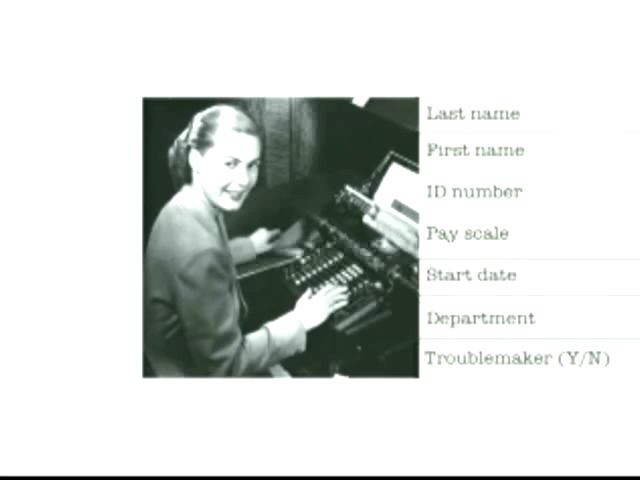 Last name
First name
ID number
Pay scale
Start date
Department
Troublemaker (Y/N)